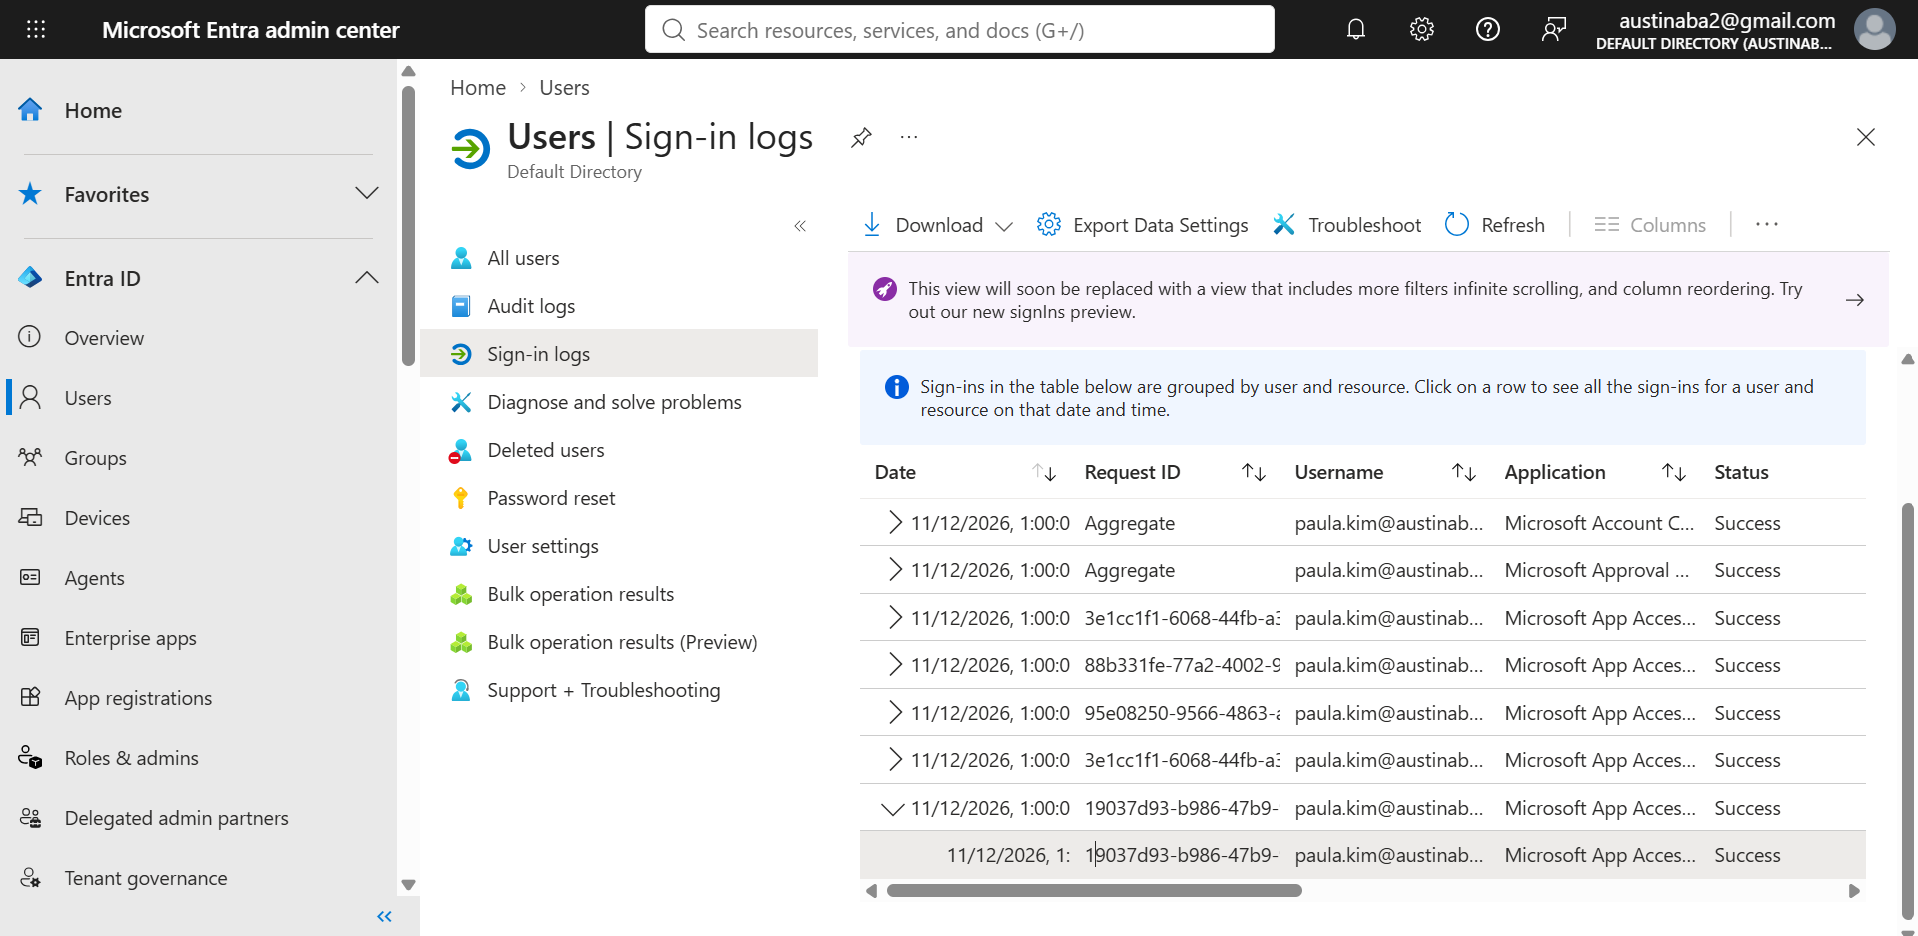 Microsoft Entra admin center
Search resources, services, and docs (G+/)
austinaba2@gmail.com
DEFAULT DIRECTORY (AUSTINAB...
Home
Favorites
Entra ID
Overview
Users
Groups
Devices
Agents
Enterprise apps
App registrations
Roles & admins
Delegated admin partners
Tenant governance
Home > Users
Users | Sign-in logs
Default Directory
All users
Audit logs
Sign-in logs
Diagnose and solve problems
Deleted users
Password reset
User settings
Bulk operation results
Bulk operation results (Preview)
Support + Troubleshooting
Download Export Data Settings Troubleshoot Refresh Columns
This view will soon be replaced with a view that includes more filters infinite scrolling, and column reordering. Try
out our new signIns preview.
Sign-ins in the table below are grouped by user and resource. Click on a row to see all the sign-ins for a user and
resource on that date and time.
Date Request ID Username Application Status
11/12/2026, 1:00:0 Aggregate paula.kim@austinab... Microsoft Account C... Success
11/12/2026, 1:00:0 Aggregate paula.kim@austinab... Microsoft Approval ... Success
11/12/2026, 1:00:0 3e1cc1f1-6068-44fb-a3 paula.kim@austinab... Microsoft App Acces... Success
11/12/2026, 1:00:0 88b331fe-77a2-4002-9 paula.kim@austinab... Microsoft App Acces... Success
11/12/2026, 1:00:0 95e08250-9566-4863-a paula.kim@austinab... Microsoft App Acces... Success
11/12/2026, 1:00:0 3e1cc1f1-6068-44fb-a3 paula.kim@austinab... Microsoft App Acces... Success
11/12/2026, 1:00:0 19037d93-b986-47b9- paula.kim@austinab... Microsoft App Acces... Success
11/12/2026, 1: 19037d93-b986-47b9- paula.kim@austinab... Microsoft App Acces... Success